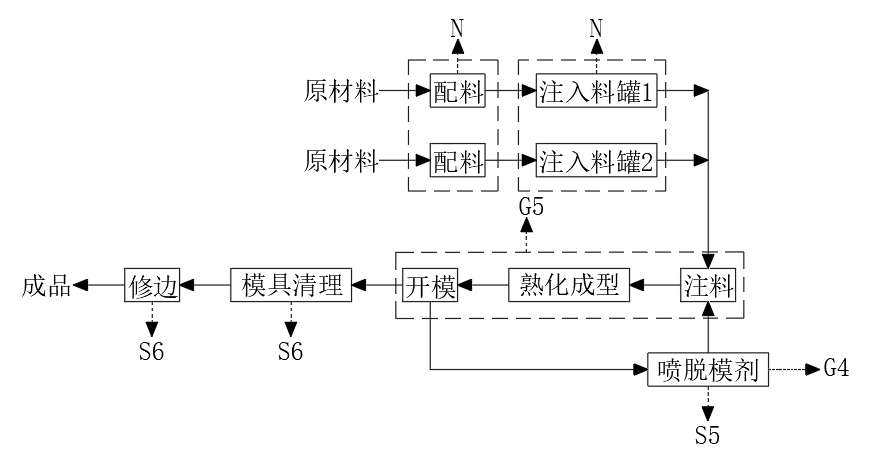 N N
原材料 配料 注入料罐1
原材料 配料 注入料罐2
G5
成品 修边 模具清理 开模 熟化成型 注料
S6 S6
喷脱模剂 G4
S5